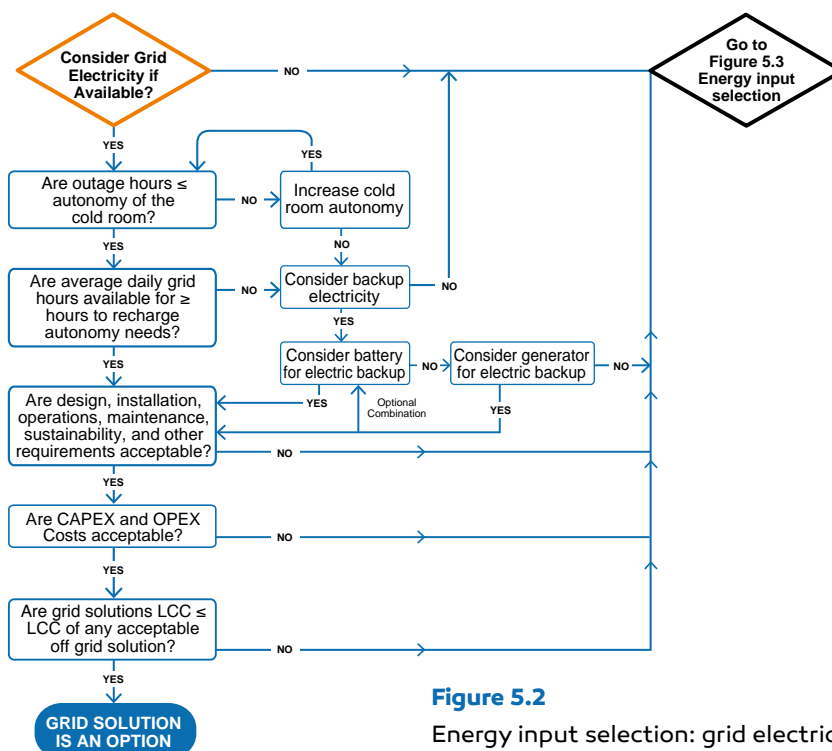 Consider Grid
Electricity if
Available?
NO
Go to
Figure 5.3
Energy input
selection
YES
YES
Are outage hours ≤
autonomy of the
cold room?
NO
Increase cold
room autonomy
YES
NO
Are average daily grid
hours available for ≥
hours to recharge
autonomy needs?
NO
Consider backup
electricity
NO
YES
YES
Consider battery
for electric backup
NO
Consider generator
for electric backup
NO
YES
Optional
Combination
YES
Are design, installation,
operations, maintenance,
sustainability, and other
requirements acceptable?
NO
YES
Are CAPEX and OPEX
Costs acceptable?
NO
YES
Are grid solutions LCC ≤
LCC of any acceptable
off grid solution?
NO
YES
GRID SOLUTION
IS AN OPTION
Figure 5.2
Energy input selection: grid electric